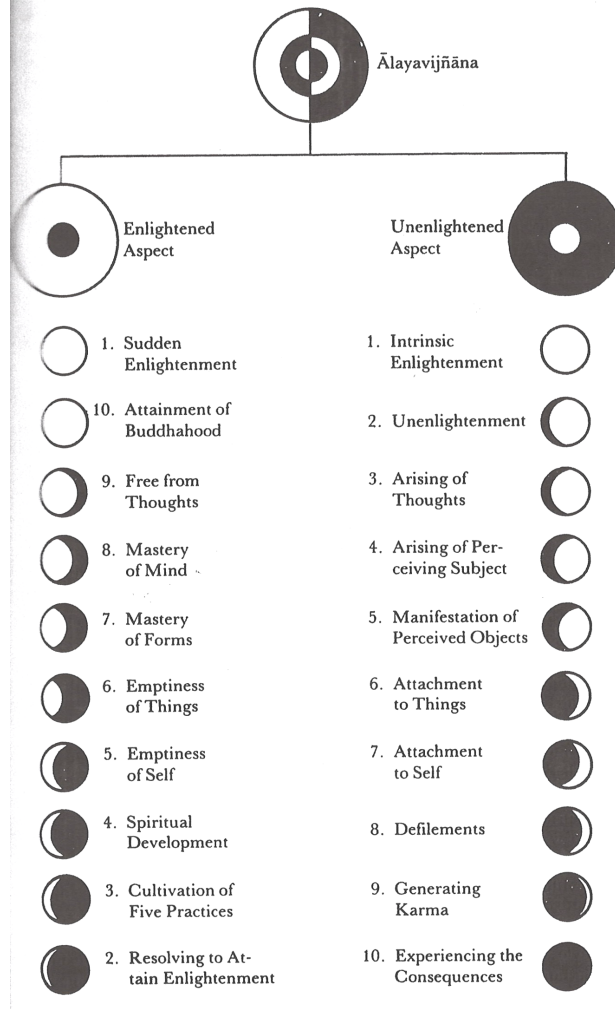 Ālayavijñāna
Enlightened
Aspect
Unenlightened
Aspect
1. Sudden
Enlightenment
10. Attainment of
Buddhahood
9. Free from
Thoughts
8. Mastery
of Mind
7. Mastery
of Forms
6. Emptiness
of Things
5. Emptiness
of Self
4. Spiritual
Development
3. Cultivation of
Five Practices
2. Resolving to At-
tain Enlightenment
1. Intrinsic
Enlightenment
2. Unenlightenment
3. Arising of
Thoughts
4. Arising of Per-
ceiving Subject
5. Manifestation of
Perceived Objects
6. Attachment
to Things
7. Attachment
to Self
8. Defilements
9. Generating
Karma
10. Experiencing the
Consequences